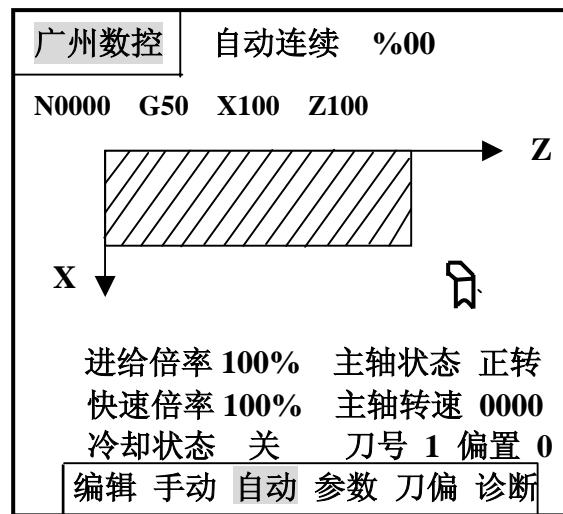 广州数控 自动连续 %00
N0000 G50 X100 Z100
Z
X
进给倍率 100% 主轴状态 正转
快速倍率 100% 主轴转速 0000
冷却状态 关 刀号 1 偏置 0
编辑 手动 自动 参数 刀偏 诊断